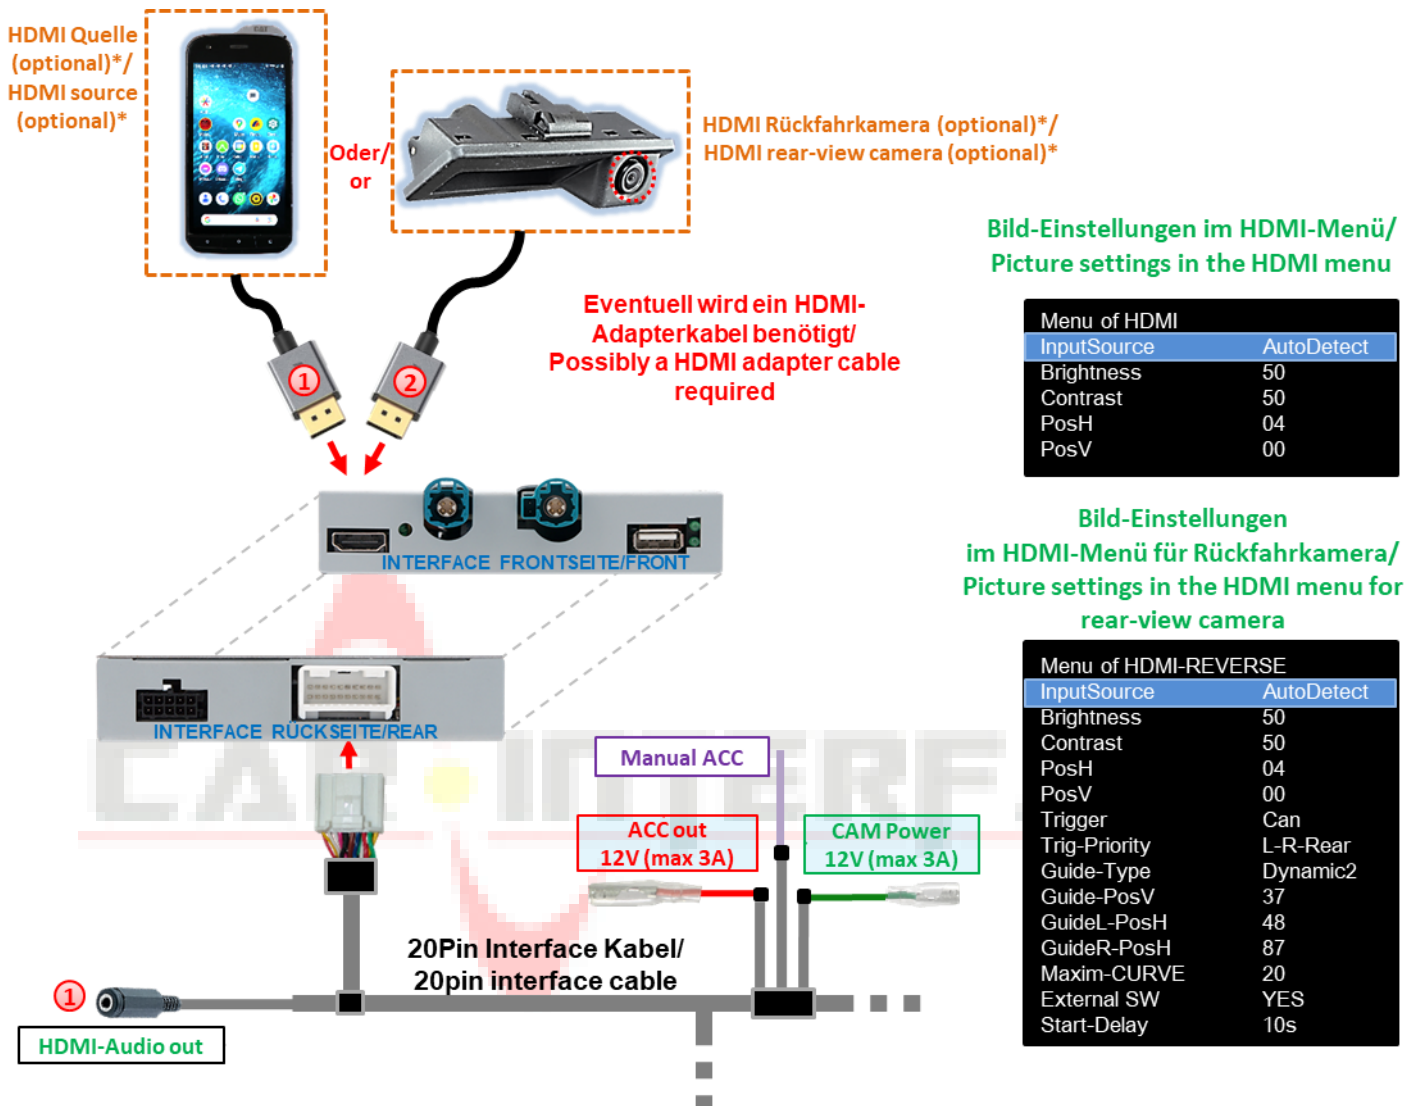 HDMI Quelle
(optional)*/
HDMI source
(optional)*
Oder/
or
HDMI Rückfahrkamera (optional)*/
HDMI rear-view camera (optional)*
Eventuell wird ein HDMI-
Adapterkabel benötigt/
Possibly a HDMI adapter cable
required
1
2
INTERFACE FRONTSEITE/FRONT
INTERFACE RÜCKSEITE/REAR
Bild-Einstellungen im HDMI-Menü/
Picture settings in the HDMI menu
Menu of HDMI
InputSource AutoDetect
Brightness 50
Contrast 50
PosH 04
PosV 00
Bild-Einstellungen
im HDMI-Menü für Rückfahrkamera/
Picture settings in the HDMI menu for
rear-view camera
Menu of HDMI-REVERSE
InputSource AutoDetect
Brightness 50
Contrast 50
PosH 04
PosV 00
Trigger Can
Trig-Priority L-R-Rear
Guide-Type Dynamic2
Guide-PosV 37
GuideL-PosH 48
GuideR-PosH 87
Maxim-CURVE 20
External SW YES
Start-Delay 10s
Manual ACC
ACC out
12V (max 3A)
CAM Power
12V (max 3A)
20Pin Interface Kabel/
20pin interface cable
1
HDMI-Audio out